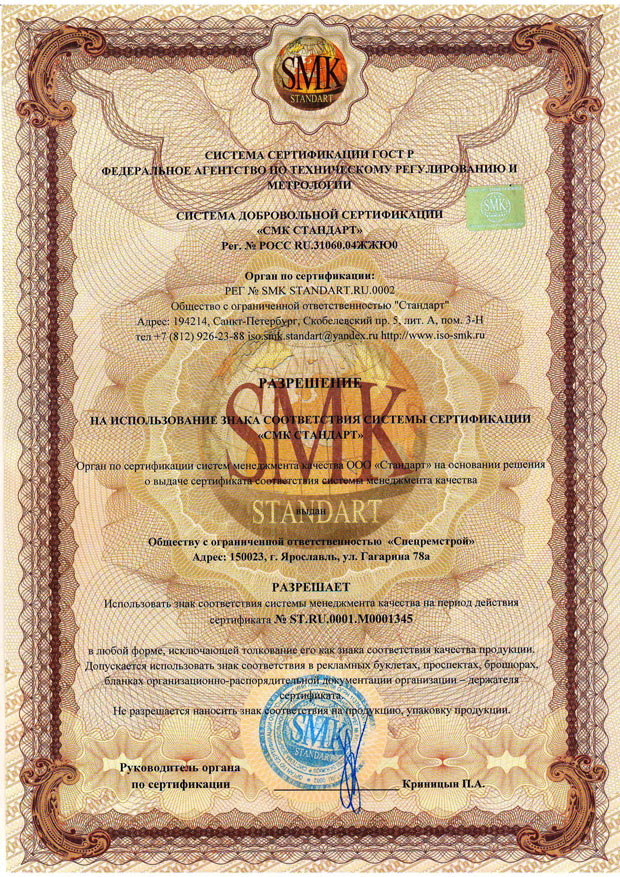 SMK
STANDART
СИСТЕМА СЕРТИФИКАЦИИ ГОСТ Р
ФЕДЕРАЛЬНОЕ АГЕНТСТВО ПО ТЕХНИЧЕСКОМУ РЕГУЛИРОВАНИЮ И
МЕТРОЛОГИИ
SMK
СИСТЕМА ДОБРОВОЛЬНОЙ СЕРТИФИКАЦИИ
«СМК СТАНДАРТ»
Рег. № РОСС RU.31060.04ЖЖЮ0
Орган по сертификации:
РЕГ № SMK STANDART.RU.0002
Общество с ограниченной ответственностью "Стандарт"
Адрес: 194214, Санкт-Петербург, Скобелевский пр. 5, лит. А, пом. 3-Н
тел +7 (812) 926-23-88 iso.smk.standart@yandex.ru http://www.iso-smk.ru
РАЗРЕШЕНИЕ
НА ИСПОЛЬЗОВАНИЕ ЗНАКА СООТВЕТСТВИЯ СИСТЕМЫ СЕРТИФИКАЦИИ
«СМК СТАНДАРТ»
SMK
STANDART
Орган по сертификации систем менеджмента качества ООО «Стандарт» на основании решения
о выдаче сертификата соответствия системы менеджмента качества
выдан
Обществу с ограниченной ответственностью «Спецремстрой»
Адрес: 150023, г. Ярославль, ул. Гагарина 78а
РАЗРЕШАЕТ
Использовать знак соответствия системы менеджмента качества на период действия
сертификата № ST.RU.0001.M0001345
в любой форме, исключающей толкование его как знака соответствия качества продукции.
Допускается использовать знак соответствия в рекламных буклетах, проспектах, брошюрах,
бланках организационно-распорядительной документации организации – держателя
сертификата.
Не разрешается наносить знак соответствия на продукцию, упаковку продукции.
SMK
STANDART
Руководитель органа
по сертификации
Криницын П.А.